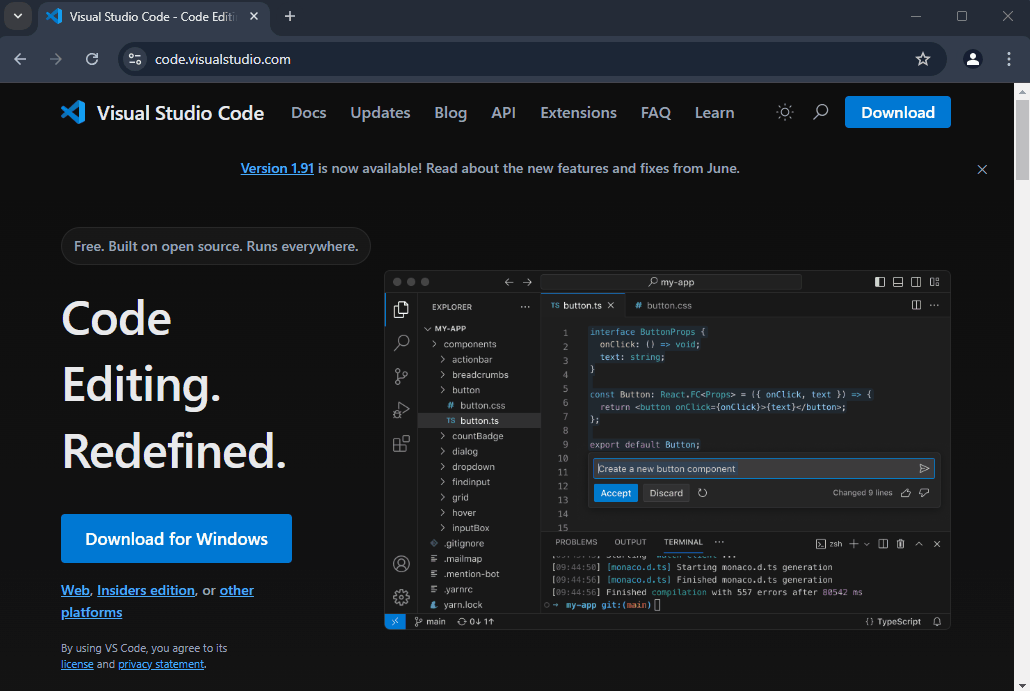 Visual Studio Code - Code Editi
code.visualstudio.com
Visual Studio Code
Docs
Updates
Blog
API
Extensions
FAQ
Learn
Download
Version 1.91 is now available! Read about the new features and fixes from June.
Free. Built on open source. Runs everywhere.
Code
Editing.
Redefined.
Download for Windows
Web, Insiders edition, or other
platforms
By using VS Code, you agree to its
license and privacy statement.
my-app
EXPLORER
MY-APP
components
actionbar
breadcrumbs
button
# button.css
TS button.ts
countBadge
dialog
dropdown
findinput
grid
hover
inputBox
.gitignore
.mailmap
.mention-bot
.yarnrc
yarn.lock
TS button.ts
# button.css
1 interface ButtonProps {
2 onClick: () => void;
3 text: string;
4 }
5
6 const Button: React.FC<Props> = ({ onClick, text }) => {
7 return <button onClick={onClick}>{text}</button>;
8 };
9
10 export default Button;
11
12
13
14
15
Create a new button component
Accept
Discard
Changed 9 lines
PROBLEMS
OUTPUT
TERMINAL
zsh
Starting
[09:44:50] [monaco.d.ts] Starting monaco.d.ts generation
[09:44:56] [monaco.d.ts] Finished monaco.d.ts generation
[09:44:56] Finished compilation with 557 errors after 80542 ms
my-app git:(main)
main
0↓ 1↑
{} TypeScript